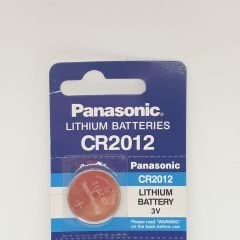 Panasonic
LITHIUM BATTERIES
CR2012
Panasonic
CR2012
LITHIUM
BATTERY
3V
Please read "WARNING"
on the back before use.